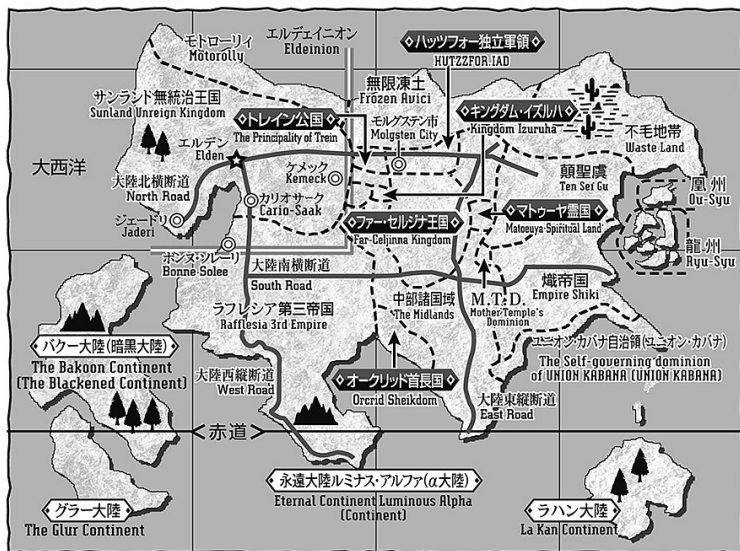 モトローリィ
Motorolly
エルデェイニオン
Eldeinion
ハッツフォー独立軍領
HUTZZFOR.IAD
サンランド無統治王国
Sunland Unreign Kingdom
無限凍土
Frozen Avici
トレイン公国
The Principality of Trein
モルグステン市
Molgsten City
キングダム・イズルハ
Kingdom Izuruha
不毛地帯
Waste Land
大西洋
エルデン
Elden
ケメック
Kemeck
顛聖虞
Ten Sei Gu
凰州
Ou-Syu
大陸北横断道
North Road
カリオサーク
Cario-Saak
ファー・セルジナ王国
Far-Celjinna Kingdom
マトゥーヤ霊国
Matoeuya Spiritual Land
ジェードリ
Jaderi
龍州
Ryu-Syu
ボンヌ・ソレーリ
Bonne Solee
大陸南横断道
South Road
熾帝国
Empire Shiki
中部諸国域
The Midlands
M.T.D.
Mother Temple's
Dominion
ラフレシア第三帝国
Rafflesia 3rd Empire
ユニオン・カバナ自治領(ユニオン・カバナ)
The Self-governing dominion
of UNION KABANA (UNION KABANA)
バクー大陸(暗黒大陸)
The Bakoon Continent
(The Blackened Continent)
大陸西縦断道
West Road
オークリッド首長国
Orcrid Sheikdom
大陸東縦断道
East Road
赤道
グラー大陸
The Glur Continent
永遠大陸ルミナス・アルファ(α大陸)
Eternal Continent Luminous Alpha
(Continent)
ラハン大陸
La Kan Continent